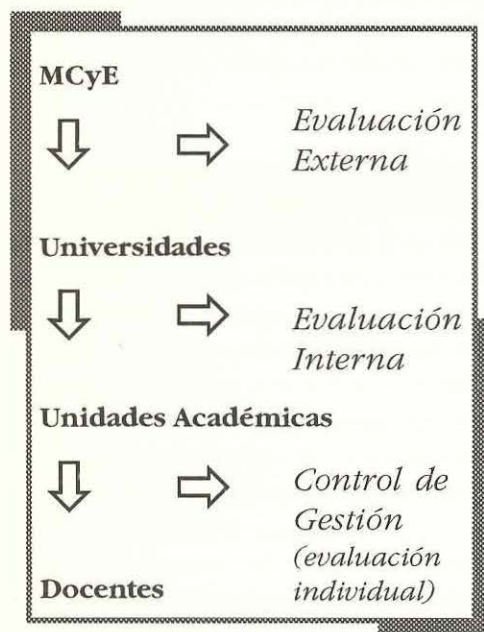 MCyE
Evaluación
Externa
Universidades
Evaluación
Interna
Unidades Académicas
Control de
Gestión
(evaluación
individual)
Docentes